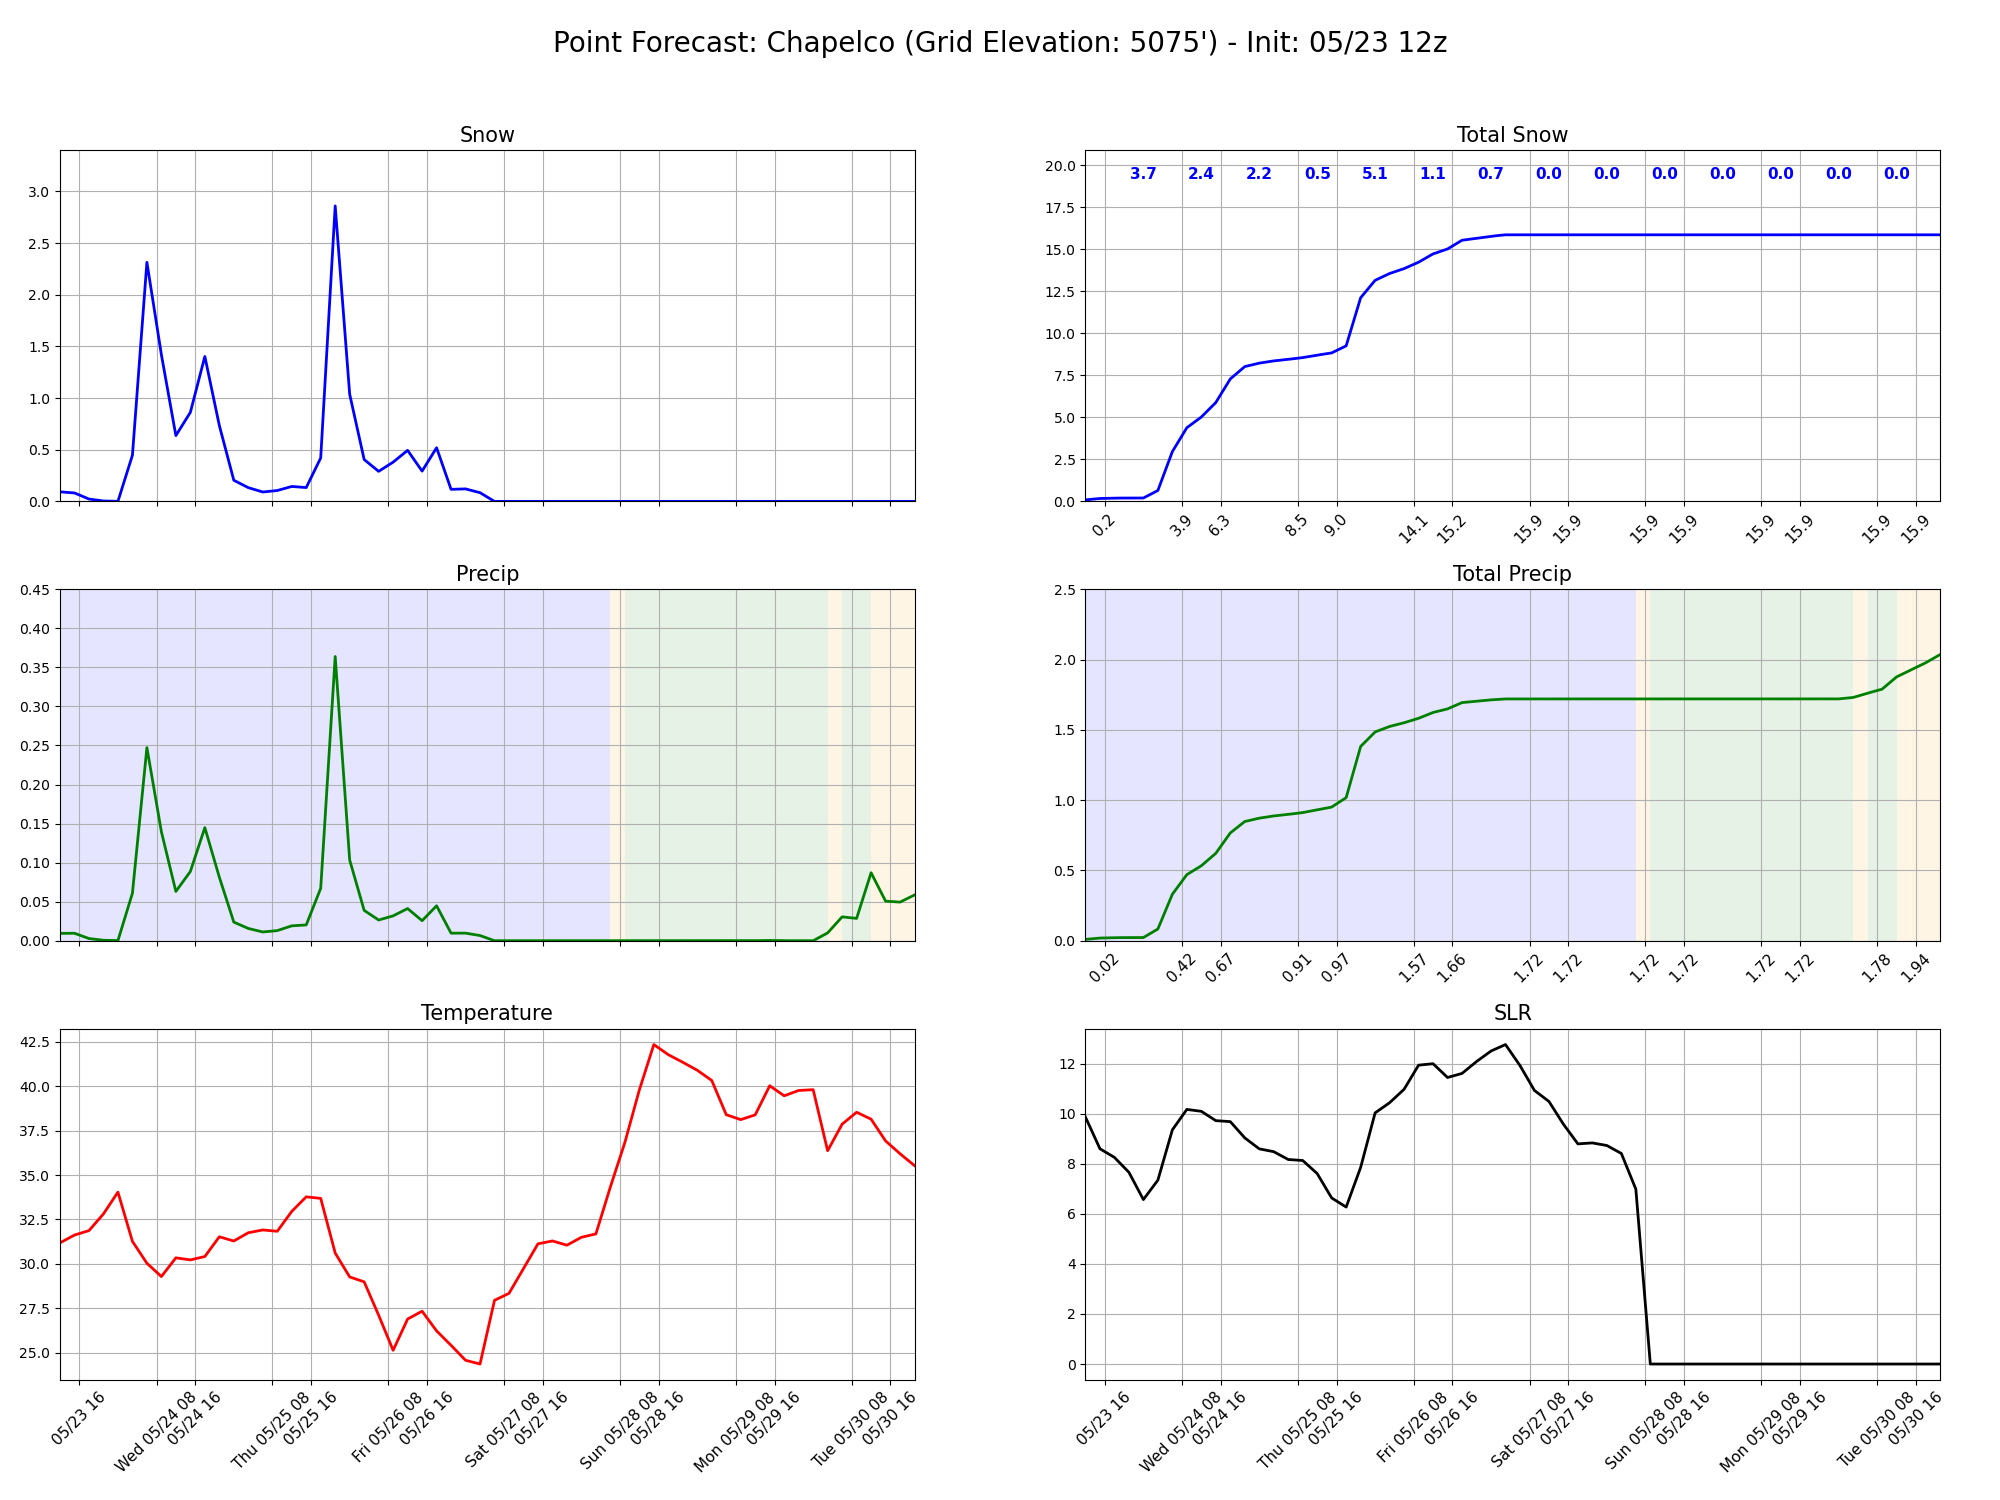 Point Forecast: Chapelco (Grid Elevation: 5075') - Init: 05/23 12z
Snow
3.0
2.5
2.0
1.5
1.0
0.5
0.0
Total Snow
20.0
17.5
15.0
12.5
10.0
7.5
5.0
2.5
0.0
3.7 2.4 2.2 0.5 5.1 1.1 0.7 0.0 0.0 0.0 0.0 0.0 0.0 0.0
0.2 3.9 6.3 8.5 9.0 14.1 15.2 15.9 15.9 15.9 15.9 15.9 15.9 15.9 15.9
Precip
0.45
0.40
0.35
0.30
0.25
0.20
0.15
0.10
0.05
0.00
Total Precip
2.5
2.0
1.5
1.0
0.5
0.0
0.02 0.42 0.67 0.91 0.97 1.57 1.66 1.72 1.72 1.72 1.72 1.72 1.72 1.78 1.94
Temperature
42.5
40.0
37.5
35.0
32.5
30.0
27.5
25.0
05/23 16
Wed 05/24 08
05/24 16
Thu 05/25 08
05/25 16
Fri 05/26 08
05/26 16
Sat 05/27 08
05/27 16
Sun 05/28 08
05/28 16
Mon 05/29 08
05/29 16
Tue 05/30 08
05/30 16
SLR
12
10
8
6
4
2
0
05/23 16
Wed 05/24 08
05/24 16
Thu 05/25 08
05/25 16
Fri 05/26 08
05/26 16
Sat 05/27 08
05/27 16
Sun 05/28 08
05/28 16
Mon 05/29 08
05/29 16
Tue 05/30 08
05/30 16